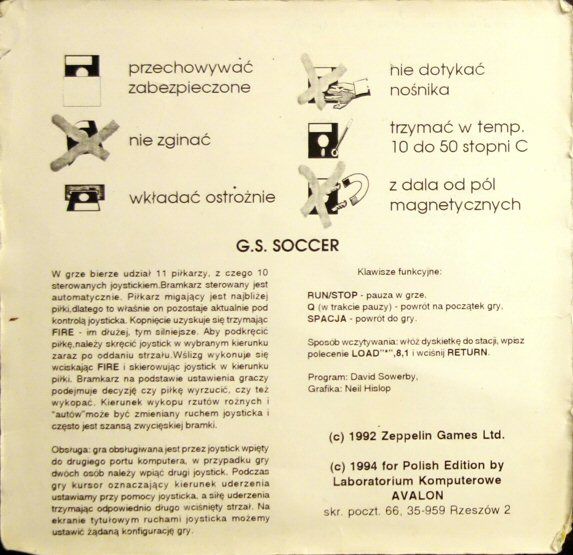 przechowywać
zabezpieczone
nie dotykać
nośnika
nie zginać
trzymać w temp.
10 do 50 stopni C
wkładać ostrożnie
z dala od pól
magnetycznych
G.S. SOCCER
W grze bierze udział 11 piłkarzy, z czego 10
sterowanych joystickiem.Bramkarz sterowany jest
automatycznie. Piłkarz migający jest najbliżej
piłki,dlatego to właśnie on pozostaje aktualnie pod
kontrolą joysticka. Kopnięcie uzyskuje się trzymając
FIRE - im dłużej, tym silniejsze. Aby podkręcić
piłkę,należy skręcić joystick w wybranym kierunku
zaraz po oddaniu strzału.Wślizg wykonuje się
wciskając FIRE i skierowując joystick w kierunku
piłki. Bramkarz na podstawie ustawienia graczy
podejmuje decyzję czy piłkę wyrzucić, czy też
wykopać. Kierunek wykopu rzutów rożnych i
"autów"może być zmieniany ruchem joysticka i
często jest szansą zwycięskiej bramki.
Obsługa: gra obsługiwana jest przez joystick wpięty
do drugiego portu komputera, w przypadku gry
dwóch osób należy wpiąć drugi joystick. Podczas
gry kursor oznaczający kierunek uderzenia
ustawiamy przy pomocy joysticka, a siłę uderzenia
trzymając odpowiednio długo wciśnięty strzał. Na
ekranie tytułowym ruchami joysticka możemy
ustawić żądaną konfigurację gry.
Klawisze funkcyjne:
RUN/STOP - pauza w grze,
Q (w trakcie pauzy) - powrót na początek gry,
SPACJA - powrót do gry.
Sposób wczytywania: włóż dyskietkę do stacji, wpisz
polecenie LOAD"*",8,1 i wciśnij RETURN.
Program: David Sowerby,
Grafika: Neil Hislop
(c) 1992 Zeppelin Games Ltd.
(c) 1994 for Polish Edition by
Laboratorium Komputerowe
AVALON
skr. poczt. 66, 35-959 Rzeszów 2